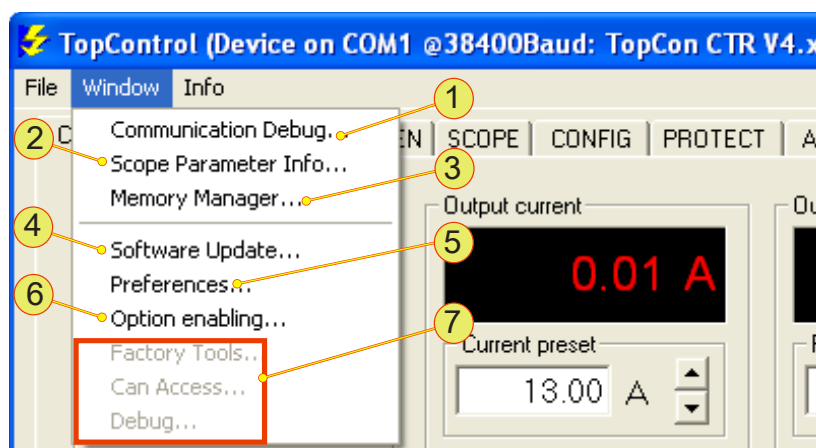 TopControl (Device on COM1 @38400Baud: TopCon CTR V4.x
File Window Info
1
Communication Debug...
2 C EN SCOPE CONFIG PROTECT A
Scope Parameter Info...
3
Memory Manager...
Output current Ou
4
Software Update...
5
Preferences...
0.01 A
6
Option enabling...
7
Factory Tools...
Current preset
Can Access...
13.00 A
Debug...